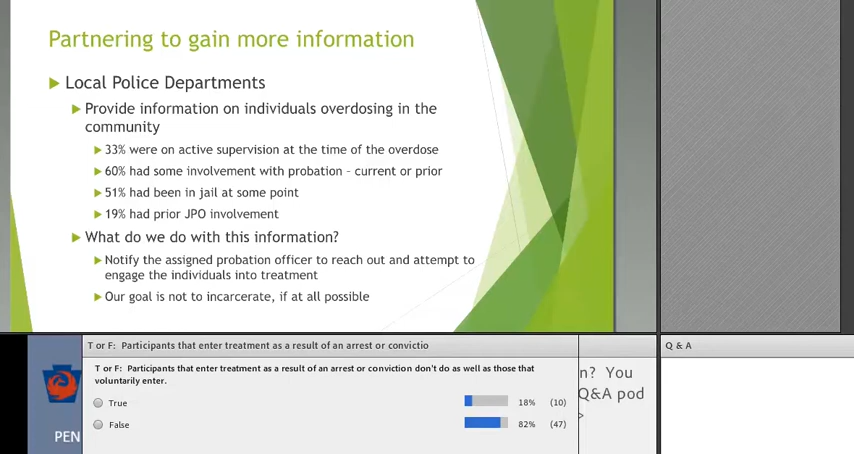 Partnering to gain more information
Local Police Departments
Provide information on individuals overdosing in the
community
33% were on active supervision at the time of the overdose
60% had some involvement with probation – current or prior
51% had been in jail at some point
19% had prior JPO involvement
What do we do with this information?
Notify the assigned probation officer to reach out and attempt to
engage the individuals into treatment
Our goal is not to incarcerate, if at all possible
T or F: Participants that enter treatment as a result of an arrest or convictio
Q & A
T or F: Participants that enter treatment as a result of an arrest or conviction don't do as well as those that
voluntarily enter.
True 18% (10)
False 82% (47)
n? You
Q&A pod
>
PEN